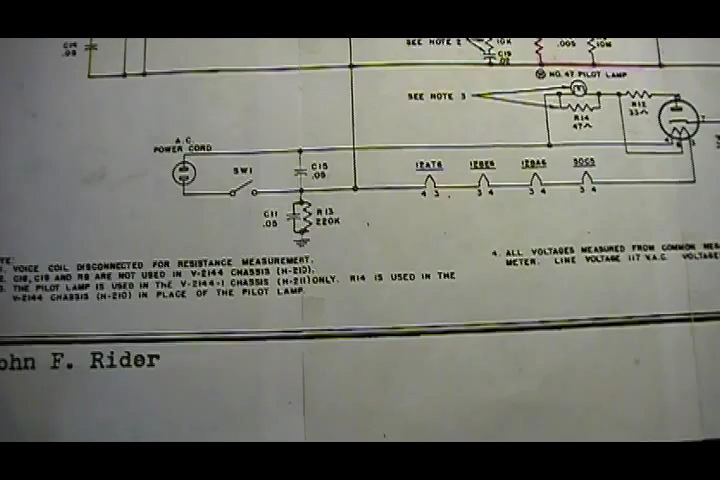 C14
.05
SEE NOTE 2
10K
C19
.02
.005
10M
NO. 47 PILOT LAMP
SEE NOTE 3
R14
47
R12
33
A.C.
POWER CORD
SW1
C15
.05
12AT6
12BE6
12BA6
50C5
4 3
3 4
3 4
3 4
C11
.05
R13
220K
1. VOICE COIL DISCONNECTED FOR RESISTANCE MEASUREMENT.
2. C18, C19 AND R8 ARE NOT USED IN V-2144 CHASSIS (H-210).
3. THE PILOT LAMP IS USED IN THE V-2144-1 CHASSIS (H-211) ONLY. R14 IS USED IN THE
V-2144 CHASSIS (H-210) IN PLACE OF THE PILOT LAMP.
4. ALL VOLTAGES MEASURED FROM COMMON
METER. LINE VOLTAGE 117 V.A.C.
ohn F. Rider